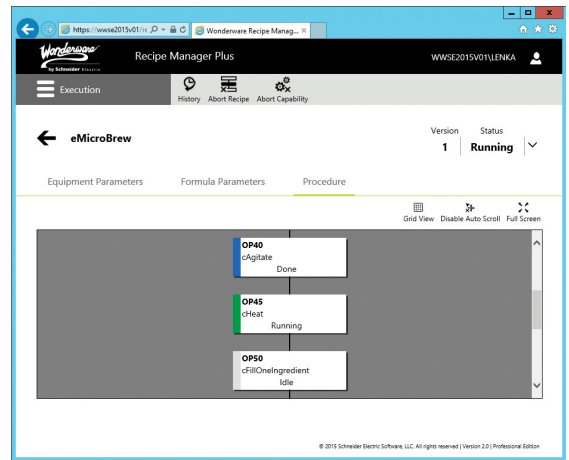 https://wwse2015v01/re
Wonderware Recipe Manag...
Wonderware
by Schneider Electric
Recipe Manager Plus
WWSE2015V01\LENKA
Execution
History
Abort Recipe
Abort Capability
eMicroBrew
Version
1
Status
Running
Equipment Parameters
Formula Parameters
Procedure
Grid View
Disable Auto Scroll
Full Screen
OP40
cAgitate
Done
OP45
cHeat
Running
OP50
cFillOneIngredient
Idle
© 2015 Schneider Electric Software, LLC. All rights reserved | Version 2.0 | Professional Edition